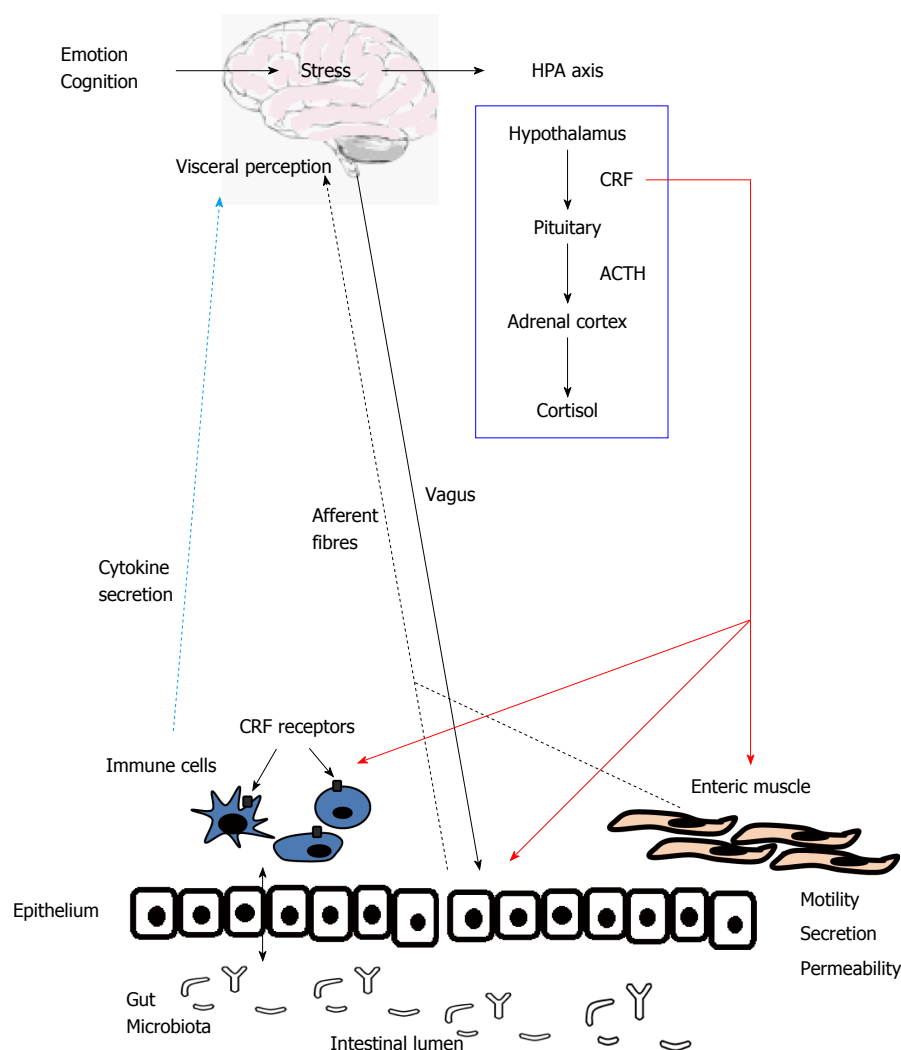 Emotion
Cognition
Stress
HPA axis
Hypothalamus
CRF
Pituitary
ACTH
Adrenal cortex
Cortisol
Visceral perception
Vagus
Afferent
fibres
Cytokine
secretion
CRF receptors
Immune cells
Enteric muscle
Epithelium
Motility
Secretion
Permeability
Gut
Microbiota
Intestinal lumen